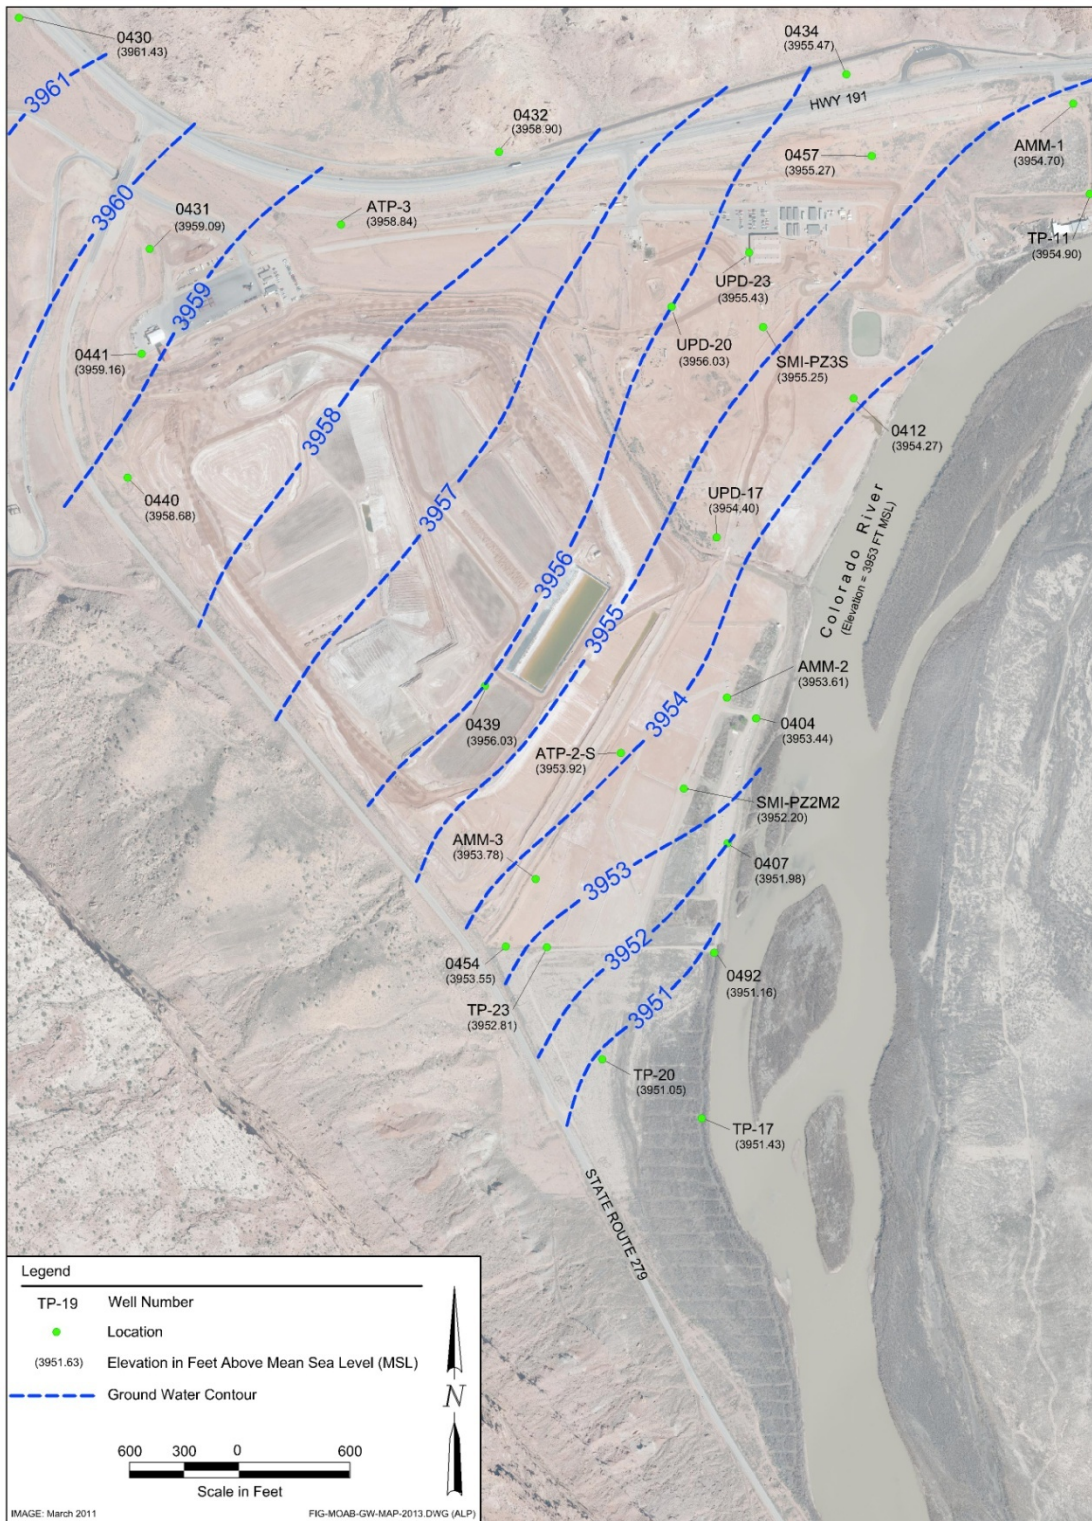 0430
(3961.43)
0434
(3955.47)
HWY 191
3961
0432
(3958.90)
AMM-1
(3954.70)
0457
(3955.27)
3960
0431
(3959.09)
ATP-3
(3958.84)
TP-11
(3954.90)
UPD-23
(3955.43)
3959
UPD-20
(3956.03)
SMI-PZ3S
(3955.25)
0441
(3959.16)
3958
0412
(3954.27)
0440
(3958.68)
3957
UPD-17
(3954.40)
Colorado River
(Elevation = 3953 FT MSL)
3956
3955
AMM-2
(3953.61)
3954
0404
(3953.44)
0439
(3956.03)
ATP-2-S
(3953.92)
SMI-PZ2M2
(3952.20)
AMM-3
(3953.78)
0407
(3951.98)
3953
3952
0454
(3953.55)
0492
(3951.16)
3951
TP-23
(3952.81)
TP-20
(3951.05)
TP-17
(3951.43)
STATE ROUTE 279
Legend
TP-19 Well Number
Location
(3951.63) Elevation in Feet Above Mean Sea Level (MSL)
Ground Water Contour
N
600 300 0 600
Scale in Feet
IMAGE: March 2011 FIG-MOAB-GW-MAP-2013.DWG (ALP)